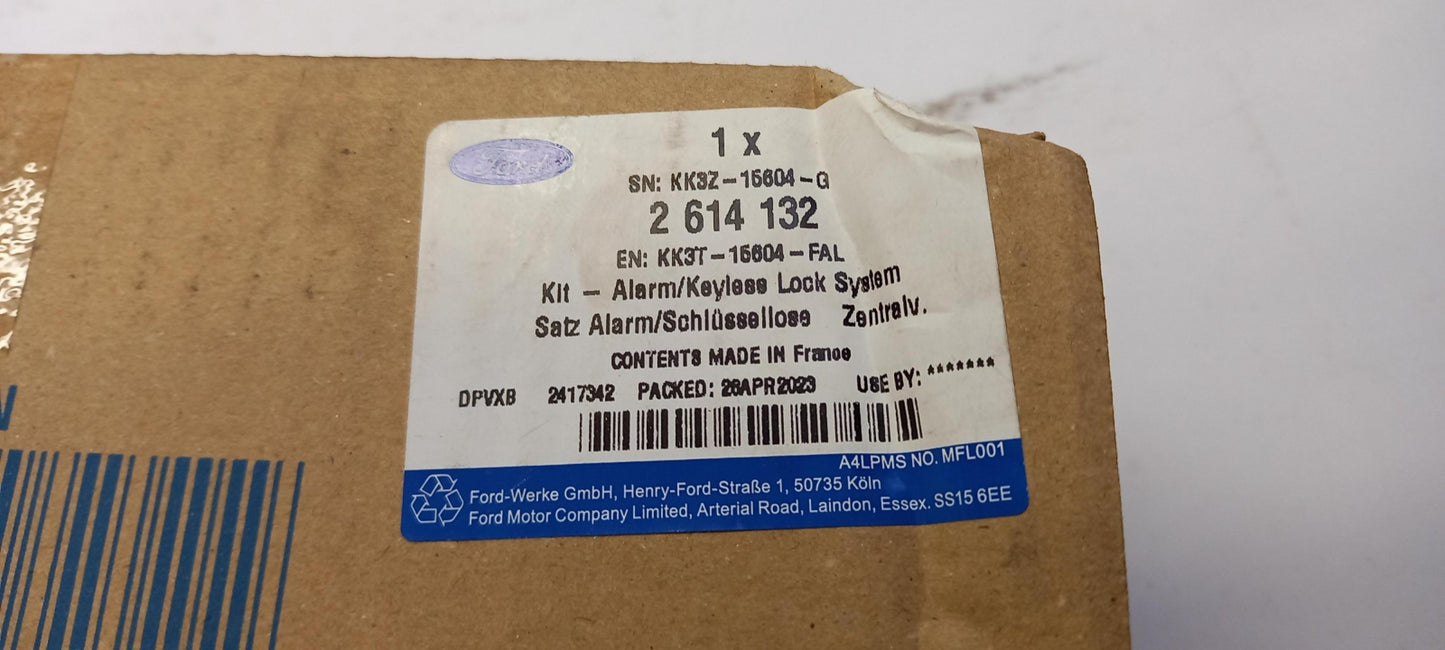 Ford
1 x
SN: KK3Z-15604-G
2 614 132
EN: KK3T-15604-FAL
Kit - Alarm/Keyless Lock System
Satz Alarm/Schlüssellose Zentralv.
CONTENTS MADE IN France
DPVXB 2417342 PACKED: 26APR2023 USE BY: *******
A4LPMS NO. MFL001
Ford-Werke GmbH, Henry-Ford-Straße 1, 50735 Köln
Ford Motor Company Limited, Arterial Road, Laindon, Essex. SS15 6EE